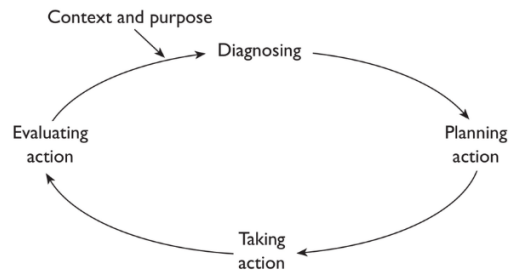 Context and purpose
Diagnosing
Evaluating
action
Planning
action
Taking
action